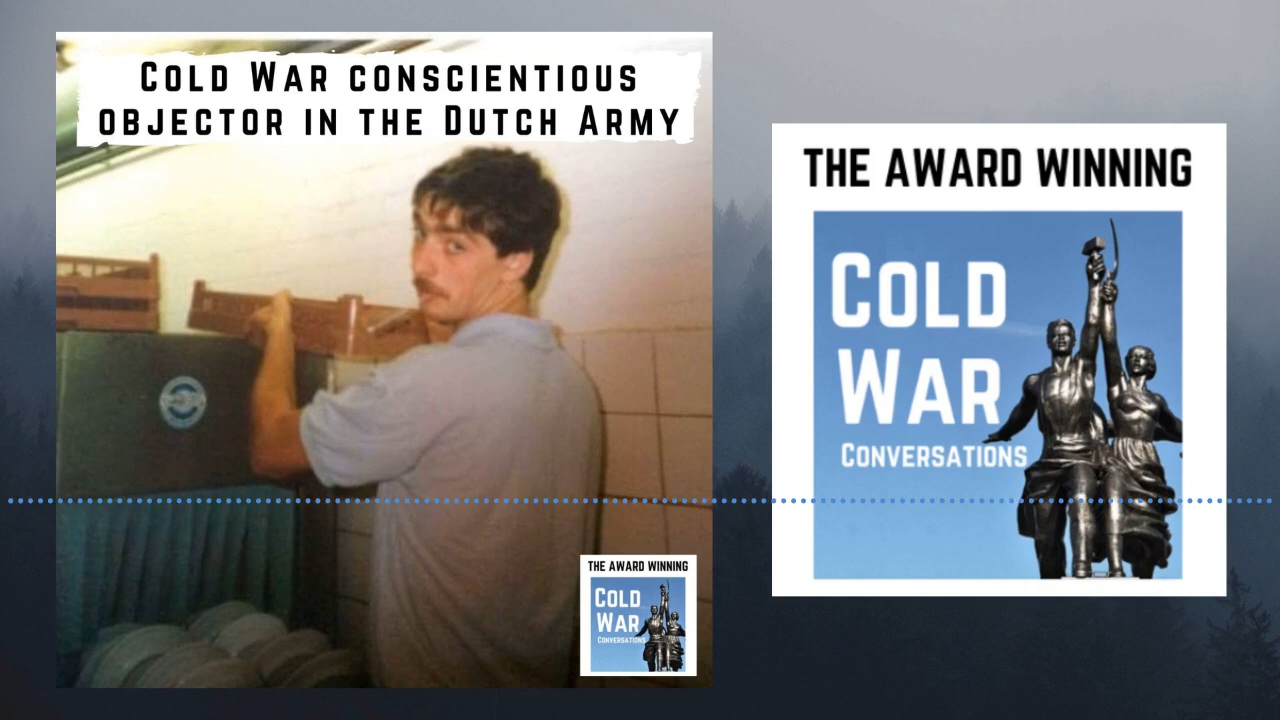 Cold War conscientious
objector in the Dutch Army
THE AWARD WINNING
Cold
War
Conversations
THE AWARD WINNING
Cold
War
Conversations